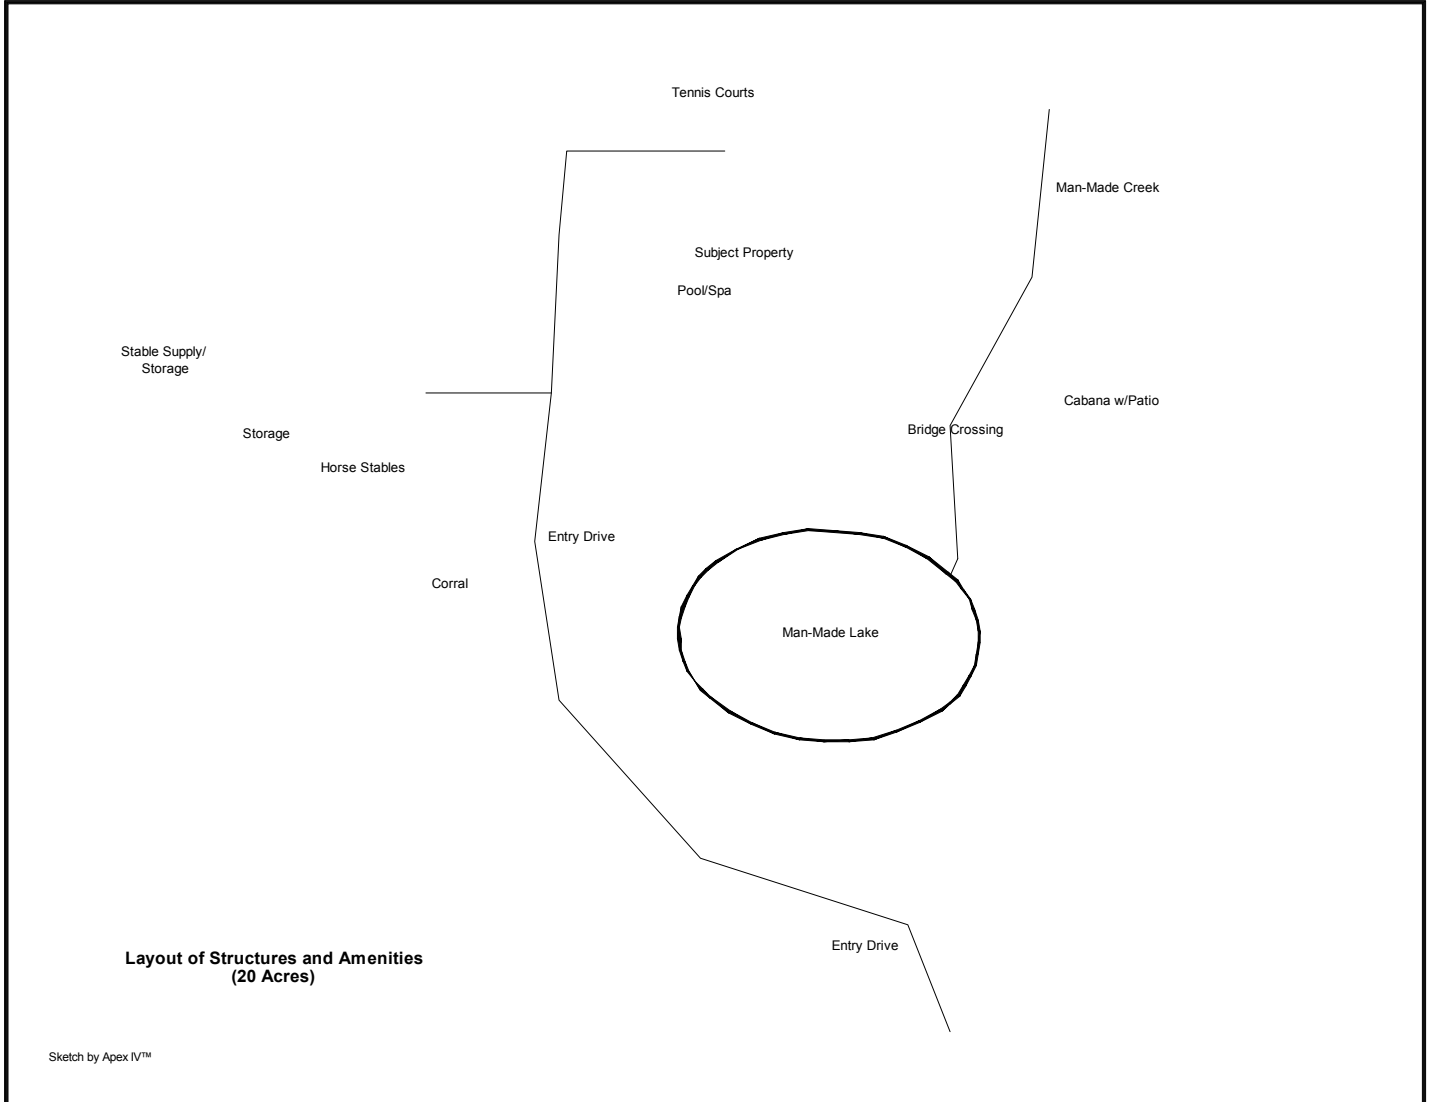 Tennis Courts
Man-Made Creek
Subject Property
Pool/Spa
Stable Supply/
Storage
Cabana w/Patio
Bridge Crossing
Storage
Horse Stables
Entry Drive
Corral
Man-Made Lake
Entry Drive
Layout of Structures and Amenities
(20 Acres)
Sketch by Apex IV™